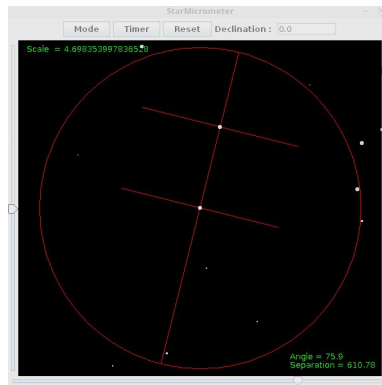 StarMicrometer
Mode Timer Reset Declination : 0.0
Scale = 4.698353997836528
Angle = 75.9
Separation = 610.78